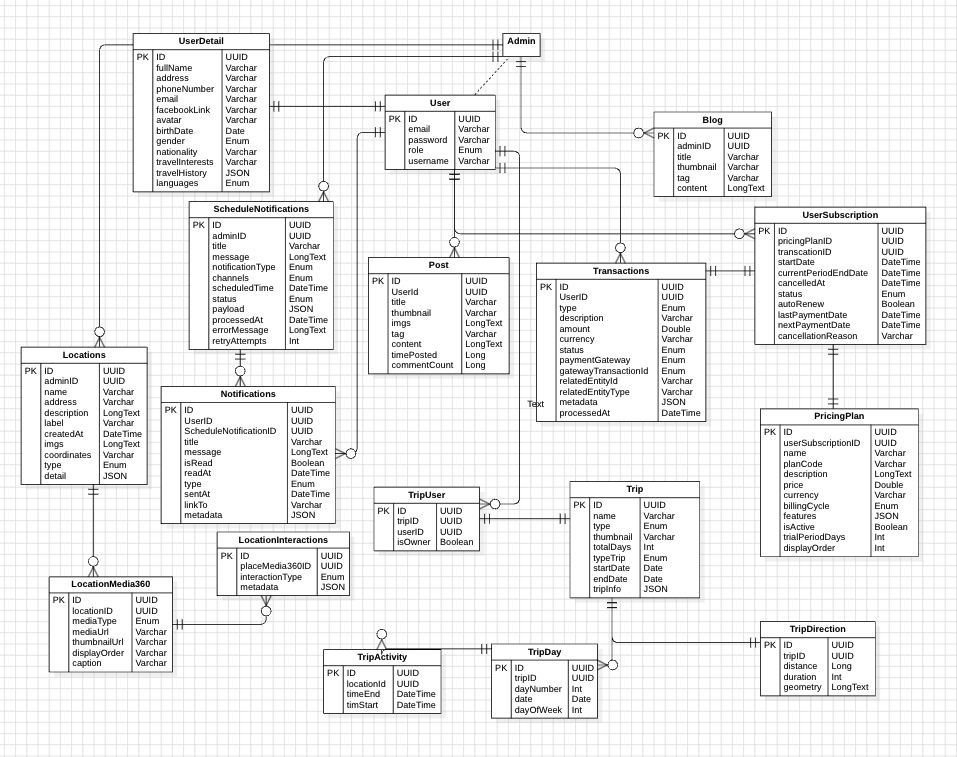 UserDetail
PK ID UUID
fullName Varchar
address Varchar
phoneNumber Varchar
email Varchar
facebookLink Varchar
avatar Varchar
birthDate Date
gender Enum
nationality Varchar
travelInterests Varchar
travelHistory JSON
languages Enum
Admin
User
PK ID UUID
email Varchar
password Varchar
role Enum
username Varchar
Blog
PK ID UUID
adminID UUID
title Varchar
thumbnail Varchar
tag Varchar
content LongText
ScheduleNotifications
PK ID UUID
adminID UUID
title Varchar
message LongText
notificationType Enum
channels Enum
scheduledTime DateTime
status Enum
payload JSON
processedAt DateTime
errorMessage LongText
retryAttempts Int
UserSubscription
PK ID UUID
pricingPlanID UUID
transcationID UUID
startDate DateTime
currentPeriodEndDate DateTime
cancelledAt DateTime
status Enum
autoRenew Boolean
lastPaymentDate DateTime
nextPaymentDate DateTime
cancellationReason Varchar
Post
PK ID UUID
UserId UUID
title Varchar
thumbnail Varchar
imgs LongText
tag Varchar
content LongText
timePosted Long
commentCount Long
Transactions
PK ID UUID
UserID UUID
type Enum
description Varchar
amount Double
currency Varchar
status Enum
paymentGateway Enum
gatewayTransactionId Enum
relatedEntityId Varchar
relatedEntityType Varchar
metadata JSON
processedAt DateTime
Text
Locations
PK ID UUID
adminID UUID
name Varchar
address Varchar
description LongText
label Varchar
createdAt DateTime
imgs LongText
coordinates Varchar
type Enum
detail JSON
Notifications
PK ID UUID
UserID UUID
ScheduleNotificationID UUID
title Varchar
message LongText
isRead Boolean
readAt DateTime
type Enum
sentAt DateTime
linkTo Varchar
metadata JSON
PricingPlan
PK ID UUID
userSubscriptionID UUID
name Varchar
planCode Varchar
description LongText
price Double
currency Varchar
billingCycle Enum
features JSON
isActive Boolean
trialPeriodDays Int
displayOrder Int
TripUser
PK ID UUID
tripID UUID
userID UUID
isOwner Boolean
Trip
PK ID UUID
name Varchar
type Enum
thumbnail Varchar
totalDays Int
typeTrip Enum
startDate Date
endDate Date
tripInfo JSON
LocationInteractions
PK ID UUID
placeMedia360ID UUID
interactionType Enum
metadata JSON
LocationMedia360
PK ID UUID
locationID UUID
mediaType Enum
mediaUrl Varchar
thumbnailUrl Varchar
displayOrder Varchar
caption Varchar
TripActivity
PK ID UUID
locationId UUID
timeEnd DateTime
timStart DateTime
TripDay
PK ID UUID
tripID UUID
dayNumber Int
date Date
dayOfWeek Int
TripDirection
PK ID UUID
tripID UUID
distance Long
duration Int
geometry LongText